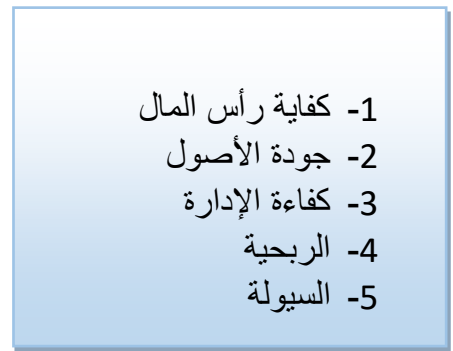 1- كفاية رأس المال
2- جودة الأصول
3- كفاءة الإدارة
4- الربحية
5- السيولة